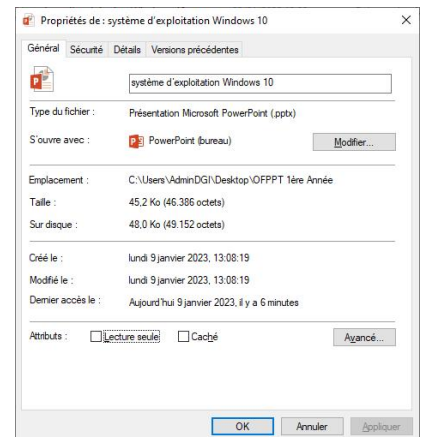 Propriétés de : système d'exploitation Windows 10
Général Sécurité Détails Versions précédentes
système d'exploitation Windows 10
Type du fichier : Présentation Microsoft PowerPoint (.pptx)
S'ouvre avec : PowerPoint (bureau) Modifier...
Emplacement : C:\Users\AdminDGI\Desktop\OFPPT 1ère Année
Taille : 45,2 Ko (46.386 octets)
Sur disque : 48,0 Ko (49.152 octets)
Créé le : lundi 9 janvier 2023, 13:08:19
Modifié le : lundi 9 janvier 2023, 13:08:19
Dernier accès le : Aujourd'hui 9 janvier 2023, il y a 6 minutes
Attributs : Lecture seule Caché Avancé...
OK Annuler Appliquer